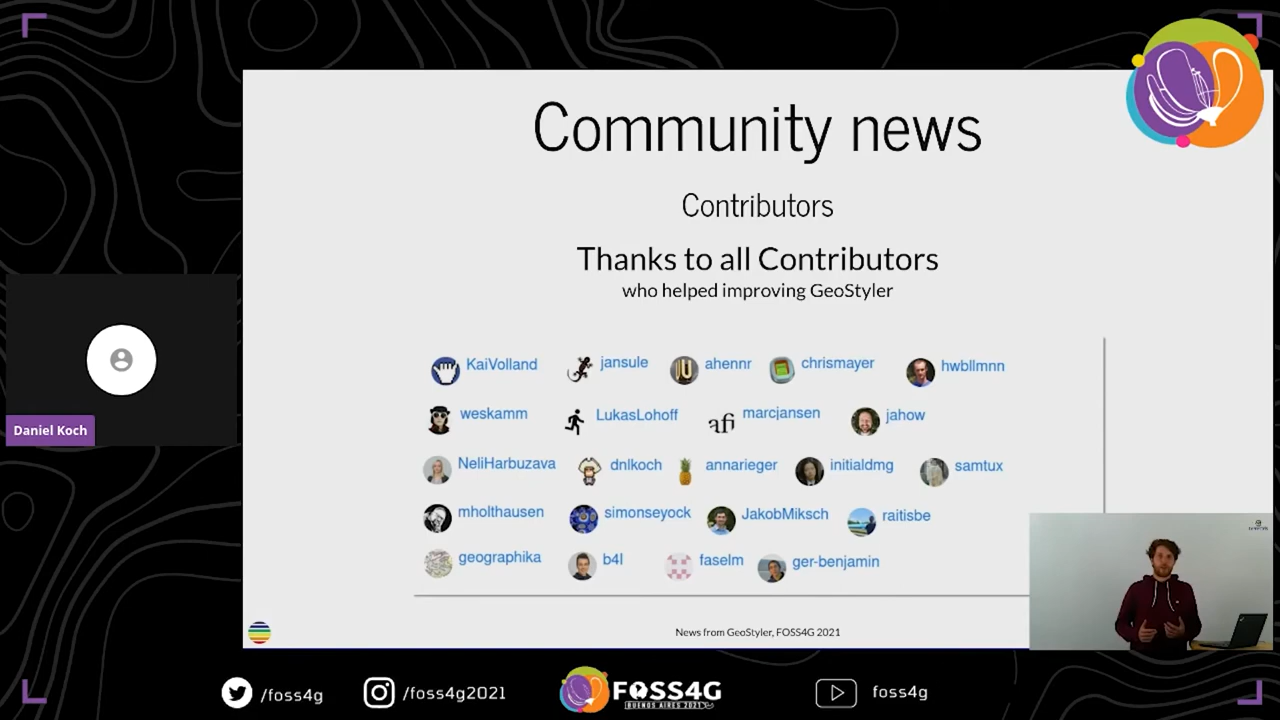 Community news
Contributors
Thanks to all Contributors
who helped improving GeoStyler
KaiVolland jansule ahennr chrismayer hwbllmnn
weskamm LukasLohoff marcjansen jahow
NeliHarbuzava dnlkoch annarieger initialdmg samtux
mholthausen simonseyock JakobMiksch raitisbe
geographika b4l faselm ger-benjamin
Daniel Koch
News from GeoStyler, FOSS4G 2021
/foss4g /foss4g2021 FOSS4G foss4g
BUENOS AIRES 2021